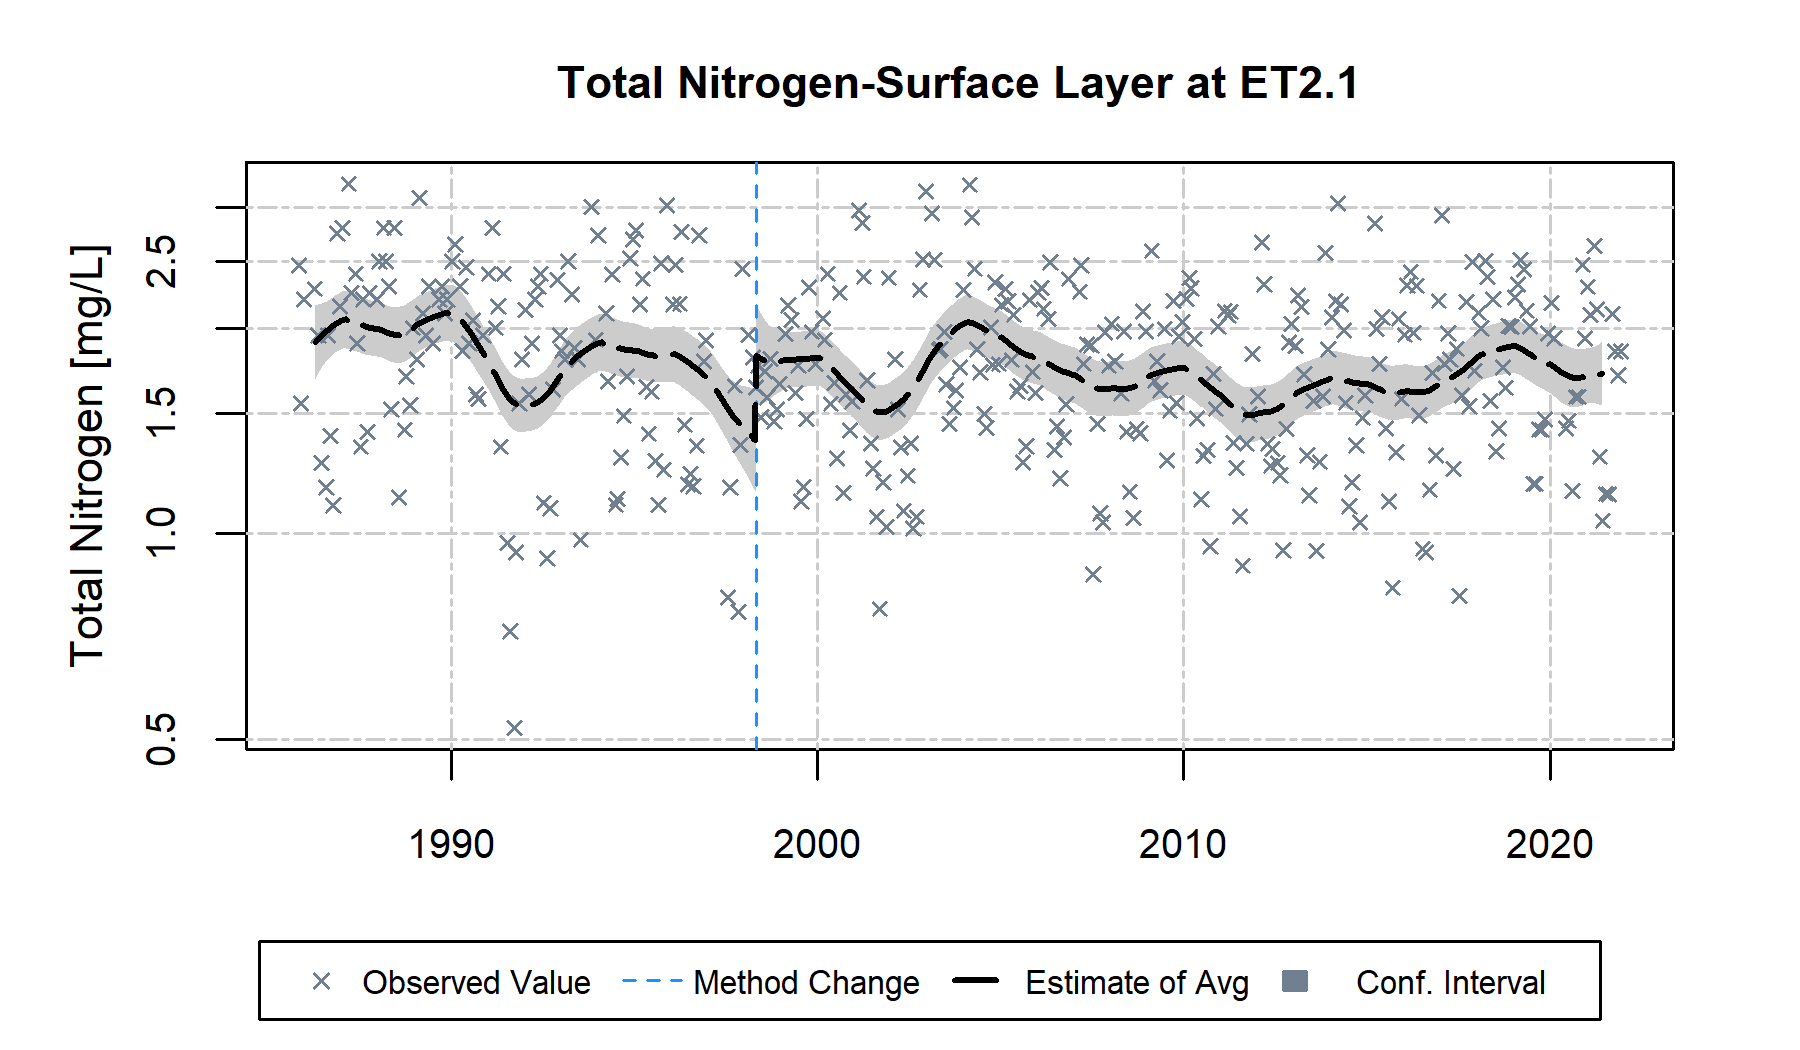 Total Nitrogen-Surface Layer at ET2.1
Total Nitrogen [mg/L]
2.5
1.5
1.0
0.5
1990 2000 2010 2020
Observed Value Method Change Estimate of Avg Conf. Interval